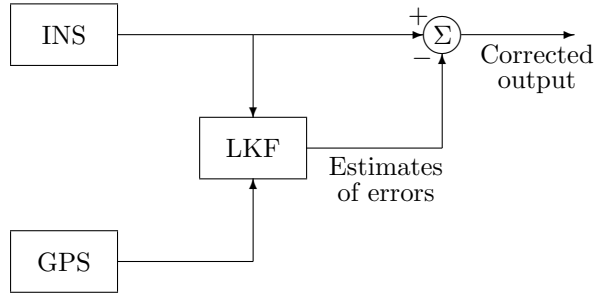 INS
+
Σ
−
Corrected
output
LKF
Estimates
of errors
GPS